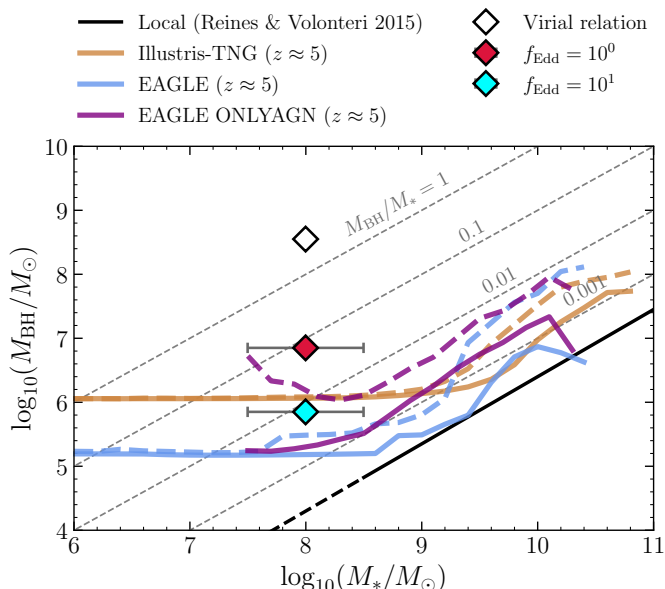 Local (Reines & Volonteri 2015)
Illustris-TNG (z ≈ 5)
EAGLE (z ≈ 5)
EAGLE ONLYAGN (z ≈ 5)
Virial relation
f_Edd = 10^0
f_Edd = 10^1
10
9
8
7
6
5
4
log₁₀(M_BH/M_⊙)
M_BH/M_* = 1
0.1
0.01
0.001
6 7 8 9 10 11
log₁₀(M_*/M_⊙)